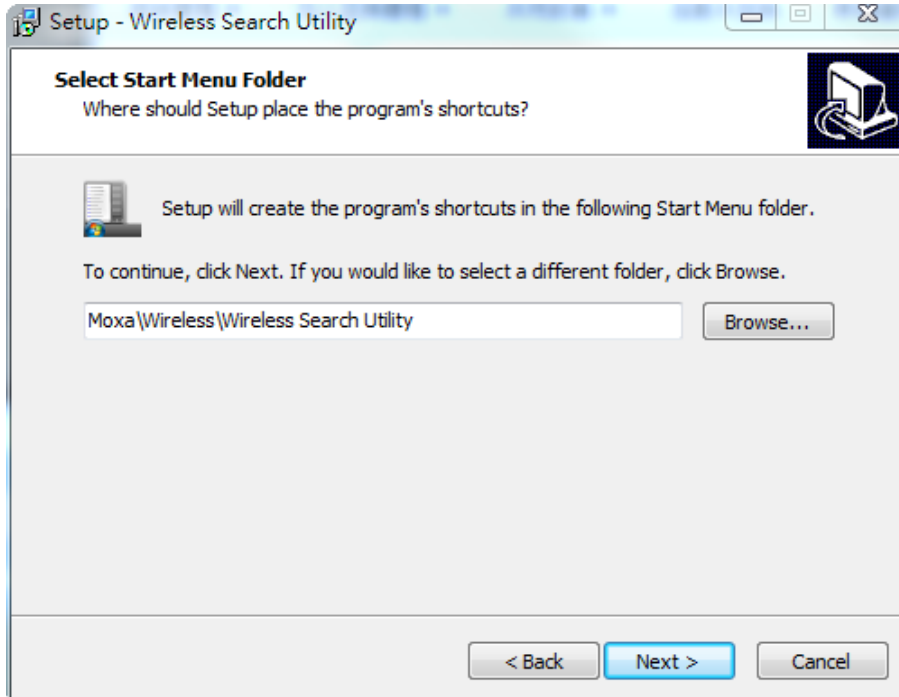 Setup - Wireless Search Utility
Select Start Menu Folder
Where should Setup place the program's shortcuts?
Setup will create the program's shortcuts in the following Start Menu folder.
To continue, click Next. If you would like to select a different folder, click Browse.
Moxa\Wireless\Wireless Search Utility
Browse...
< Back
Next >
Cancel